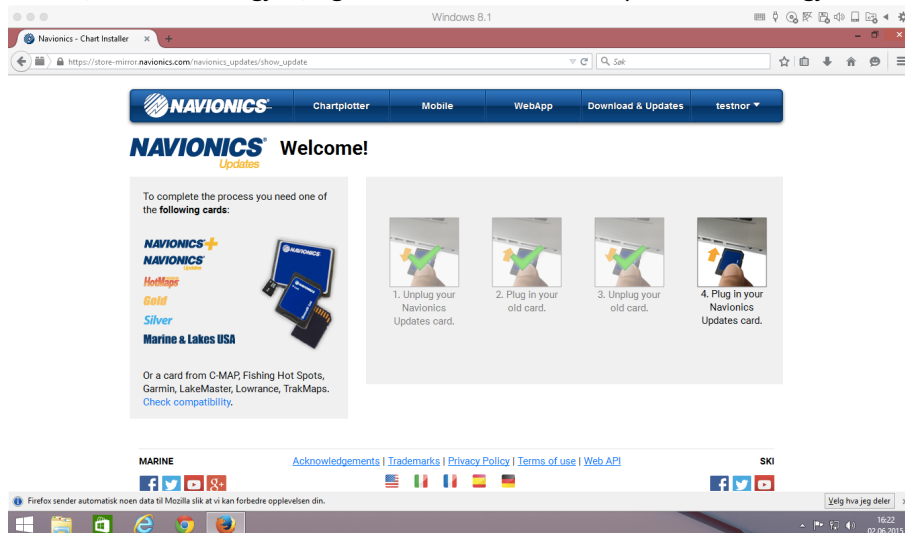 Windows 8.1
Navionics - Chart Installer
https://store-mirror.navionics.com/navionics_updates/show_update
Søk
NAVIONICS
Chartplotter
Mobile
WebApp
Download & Updates
testnor
NAVIONICS
Updates
Welcome!
To complete the process you need one of
the following cards:
NAVIONICS+
NAVIONICS
Updates
HotMaps
Gold
Silver
Marine & Lakes USA
NAVIONICS
Or a card from C-MAP, Fishing Hot Spots,
Garmin, LakeMaster, Lowrance, TrakMaps.
Check compatibility.
1. Unplug your
Navionics
Updates card.
2. Plug in your
old card.
3. Unplug your
old card.
4. Plug in your
Navionics
Updates card.
MARINE
Acknowledgements | Trademarks | Privacy Policy | Terms of use | Web API
SKI
Firefox sender automatisk noen data til Mozilla slik at vi kan forbedre opplevelsen din.
Velg hva jeg deler
16:22
02.06.2015